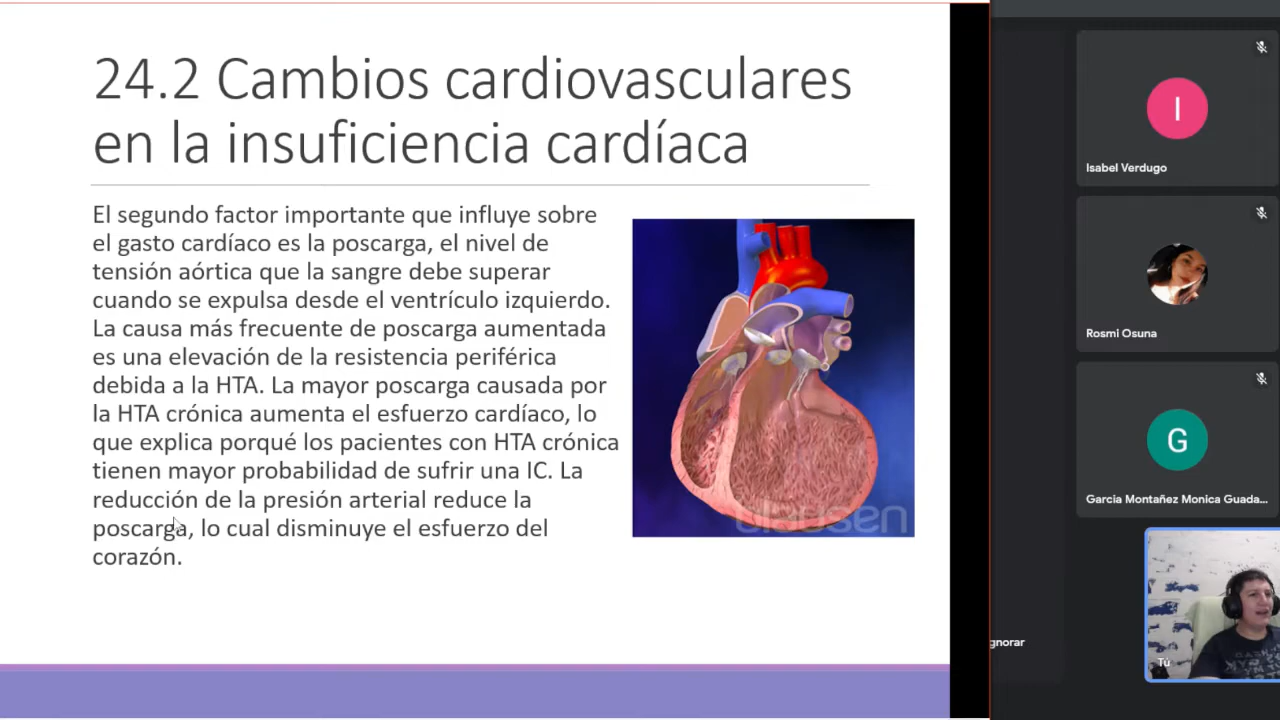 24.2 Cambios cardiovasculares
en la insuficiencia cardíaca
El segundo factor importante que influye sobre
el gasto cardíaco es la poscarga, el nivel de
tensión aórtica que la sangre debe superar
cuando se expulsa desde el ventrículo izquierdo.
La causa más frecuente de poscarga aumentada
es una elevación de la resistencia periférica
debida a la HTA. La mayor poscarga causada por
la HTA crónica aumenta el esfuerzo cardíaco, lo
que explica porqué los pacientes con HTA crónica
tienen mayor probabilidad de sufrir una IC. La
reducción de la presión arterial reduce la
poscarga, lo cual disminuye el esfuerzo del
corazón.
clausen
I
Isabel Verdugo
Rosmi Osuna
G
Garcia Montañez Monica Guada...
gnorar
Tú